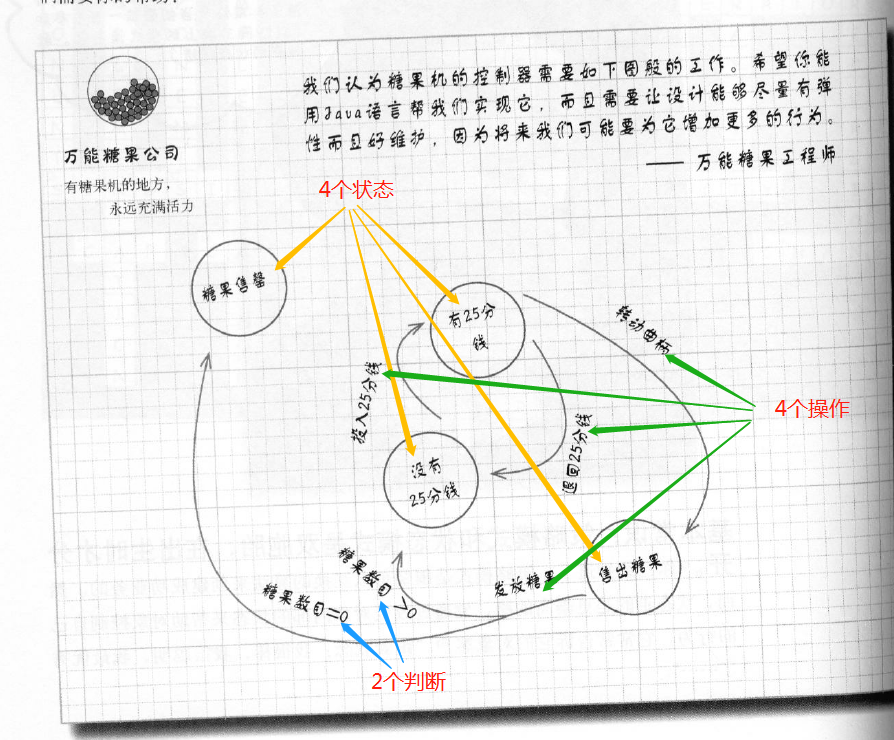 我们认为糖果机的控制器需要如下图般的工作。希望你能
用Java语言帮我们实现它，而且需要让设计能够尽量有弹
性而且好维护，因为将来我们可能要为它增加更多的行为。
—— 万能糖果工程师
万能糖果公司
有糖果机的地方，
永远充满活力
4个状态
糖果售罄
有25分
钱
转动曲柄
投入25分钱
4个操作
退回25分钱
没有
25分钱
售出糖果
发放糖果
糖果数目>0
糖果数目=0
2个判断